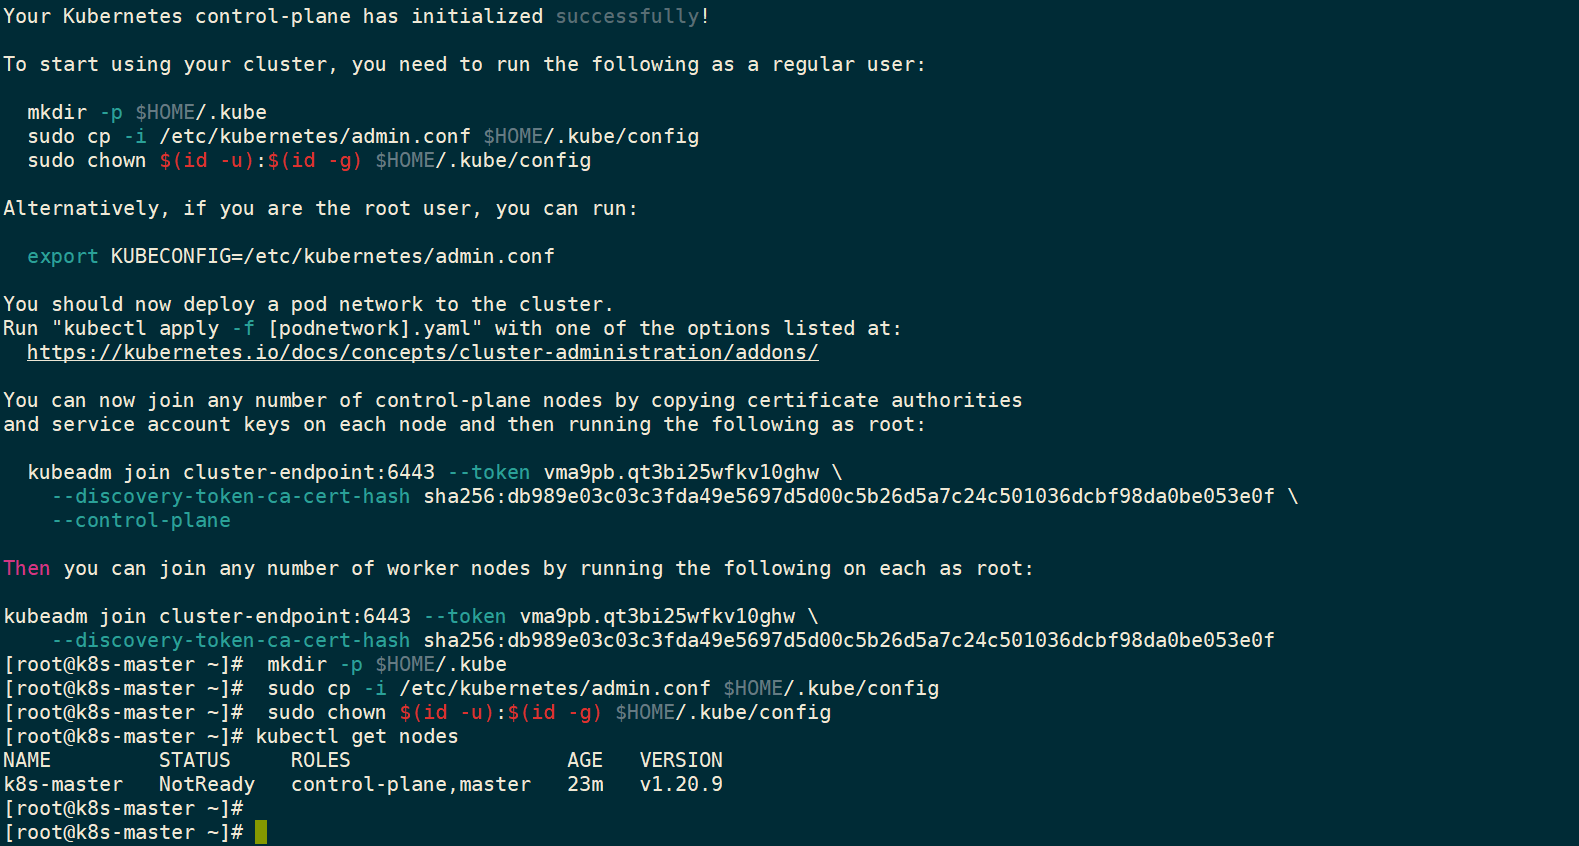 Your Kubernetes control-plane has initialized successfully!
To start using your cluster, you need to run the following as a regular user:
mkdir -p $HOME/.kube
sudo cp -i /etc/kubernetes/admin.conf $HOME/.kube/config
sudo chown $(id -u):$(id -g) $HOME/.kube/config
Alternatively, if you are the root user, you can run:
export KUBECONFIG=/etc/kubernetes/admin.conf
You should now deploy a pod network to the cluster.
Run "kubectl apply -f [podnetwork].yaml" with one of the options listed at:
https://kubernetes.io/docs/concepts/cluster-administration/addons/
You can now join any number of control-plane nodes by copying certificate authorities
and service account keys on each node and then running the following as root:
kubeadm join cluster-endpoint:6443 --token vma9pb.qt3bi25wfkv10ghw \
--discovery-token-ca-cert-hash sha256:db989e03c03c3fda49e5697d5d00c5b26d5a7c24c501036dcbf98da0be053e0f \
--control-plane
Then you can join any number of worker nodes by running the following on each as root:
kubeadm join cluster-endpoint:6443 --token vma9pb.qt3bi25wfkv10ghw \
--discovery-token-ca-cert-hash sha256:db989e03c03c3fda49e5697d5d00c5b26d5a7c24c501036dcbf98da0be053e0f
[root@k8s-master ~]#  mkdir -p $HOME/.kube
[root@k8s-master ~]#  sudo cp -i /etc/kubernetes/admin.conf $HOME/.kube/config
[root@k8s-master ~]#  sudo chown $(id -u):$(id -g) $HOME/.kube/config
[root@k8s-master ~]# kubectl get nodes
NAME         STATUS     ROLES                  AGE   VERSION
k8s-master   NotReady   control-plane,master   23m   v1.20.9
[root@k8s-master ~]#
[root@k8s-master ~]#